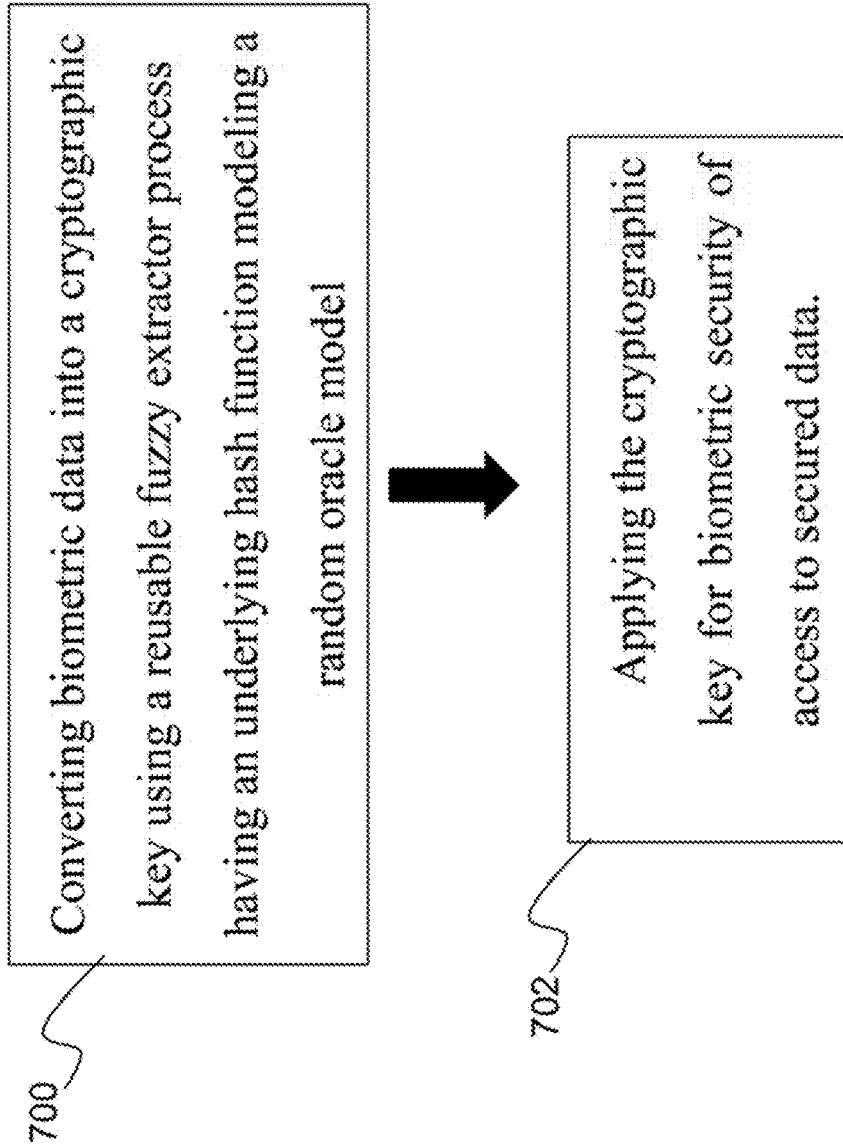 Converting biometric data into a cryptographic
key using a reusable fuzzy extractor process
having an underlying hash function modeling a
random oracle model
700
Applying the cryptographic
key for biometric security of
access to secured data.
702